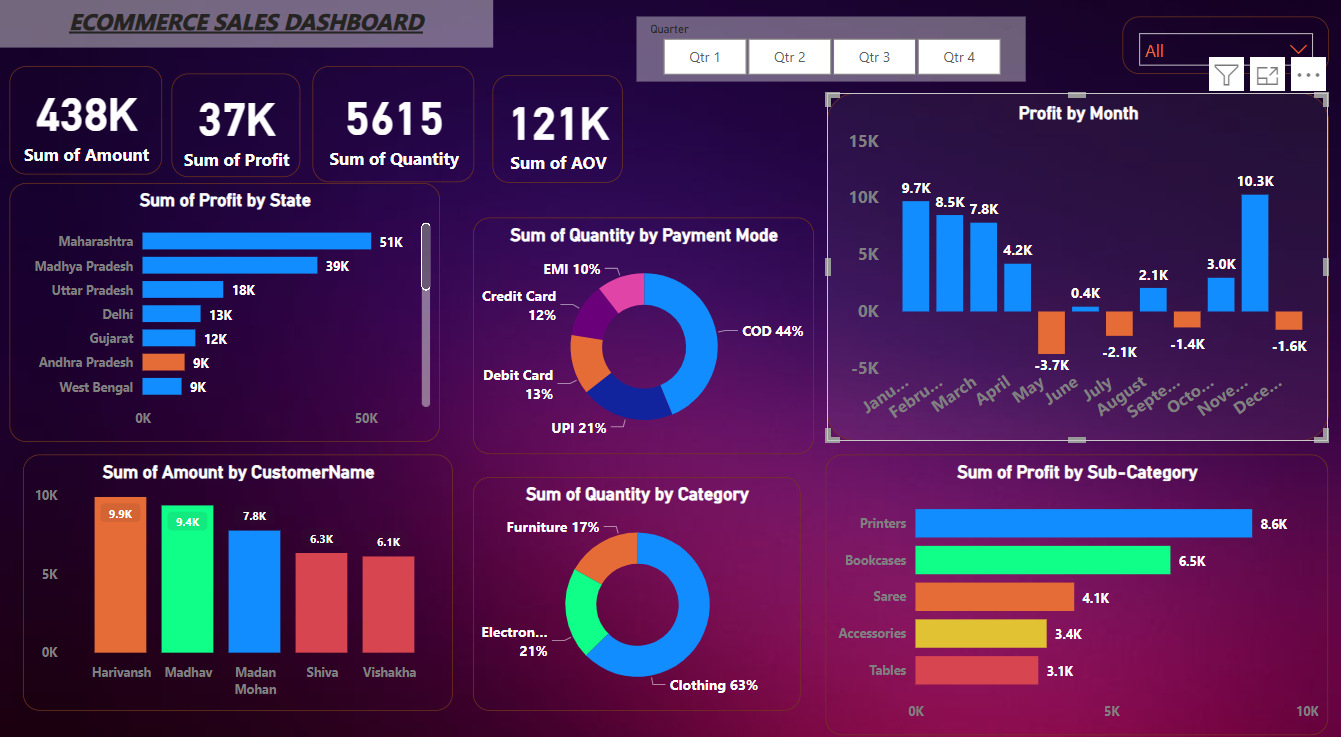 ECOMMERCE SALES DASHBOARD
Quarter
Qtr 1
Qtr 2
Qtr 3
Qtr 4
All
438K
Sum of Amount
37K
Sum of Profit
5615
Sum of Quantity
121K
Sum of AOV
Sum of Profit by State
Maharashtra
51K
Madhya Pradesh
39K
Uttar Pradesh
18K
Delhi
13K
Gujarat
12K
Andhra Pradesh
9K
West Bengal
9K
0K
50K
Sum of Quantity by Payment Mode
EMI 10%
Credit Card
12%
COD 44%
Debit Card
13%
UPI 21%
Profit by Month
15K
10K
5K
0K
-5K
9.7K
8.5K
7.8K
4.2K
-3.7K
0.4K
-2.1K
2.1K
-1.4K
3.0K
10.3K
-1.6K
Janu...
Febru...
March
April
May
June
July
August
Septe...
Octo...
Nove...
Dece...
Sum of Amount by CustomerName
10K
5K
0K
9.9K
9.4K
7.8K
6.3K
6.1K
Harivansh
Madhav
Madan
Mohan
Shiva
Vishakha
Sum of Quantity by Category
Furniture 17%
Electron...
21%
Clothing 63%
Sum of Profit by Sub-Category
Printers
8.6K
Bookcases
6.5K
Saree
4.1K
Accessories
3.4K
Tables
3.1K
0K
5K
10K